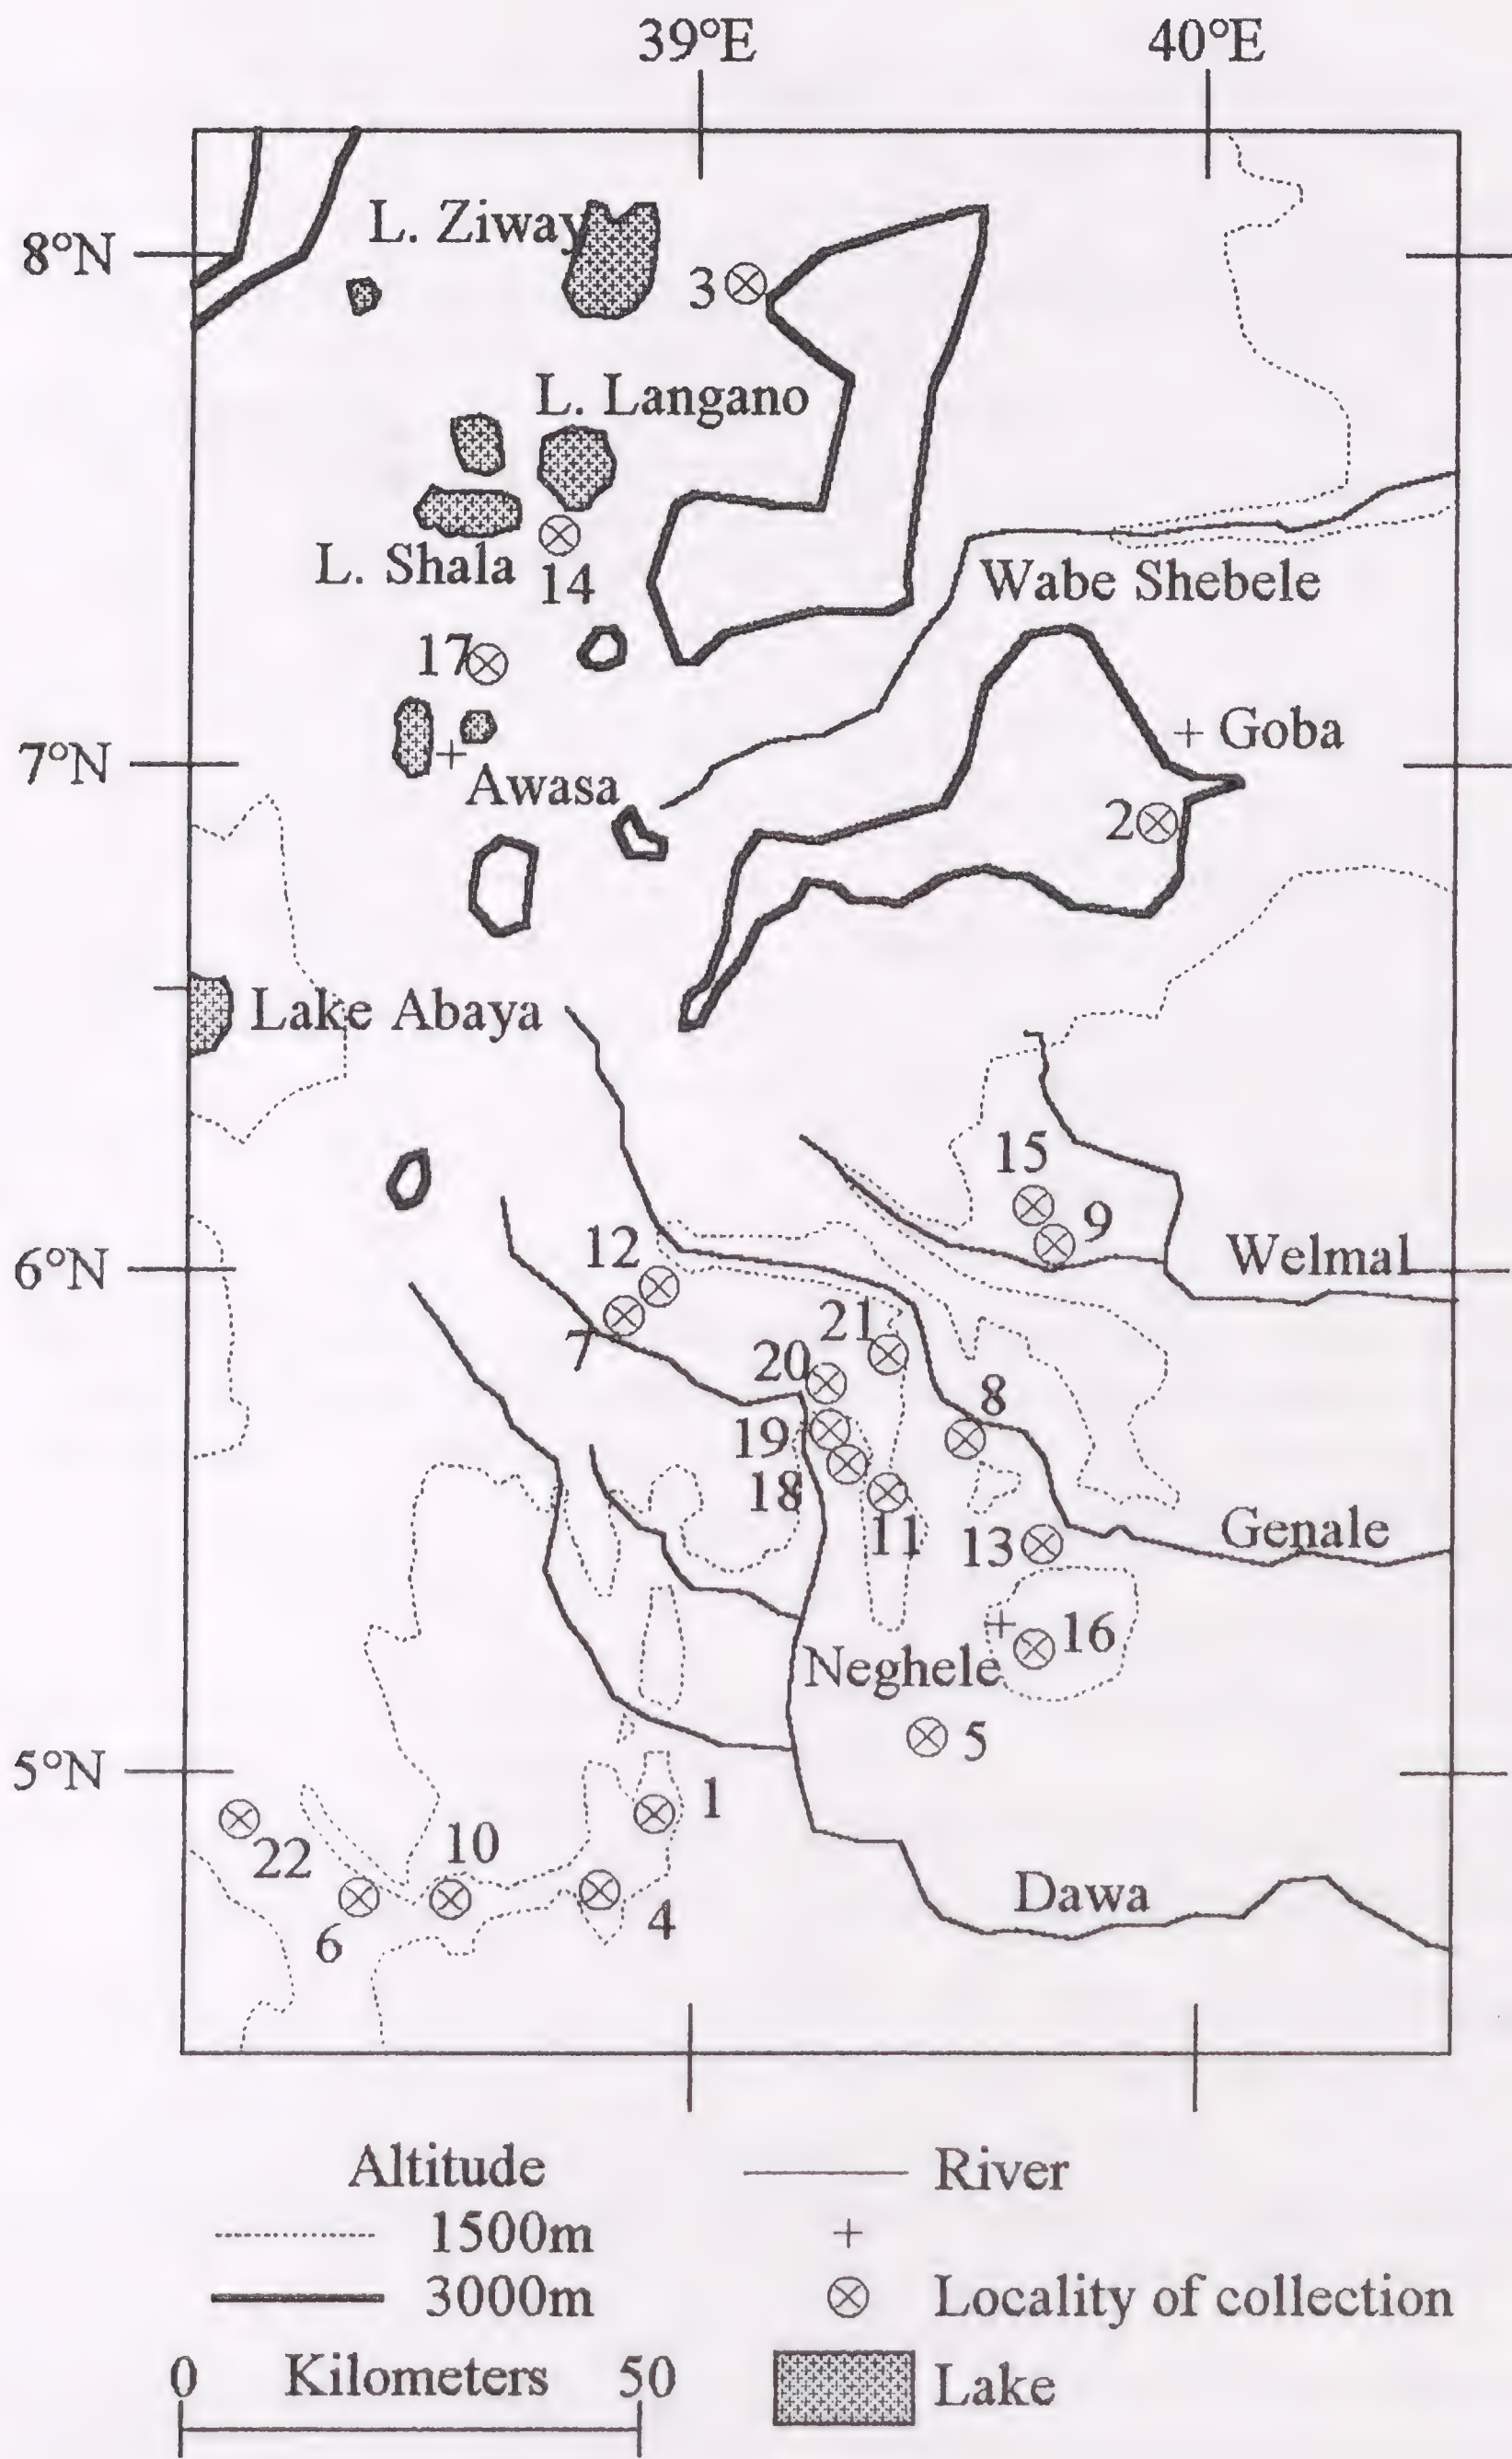 39°E 40°E
8°N
L. Ziway
3
L. Langano
L. Shala
14
Wabe Shebele
17
7°N
+ Goba
Awasa
2
Lake Abaya
15
9
12
6°N
Welmal
7
21
20
8
19
18
11
13
Genale
16
Neghele
5
5°N
1
22
10
Dawa
6
4
Altitude
River
1500m
+
3000m
Locality of collection
0 Kilometers 50
Lake